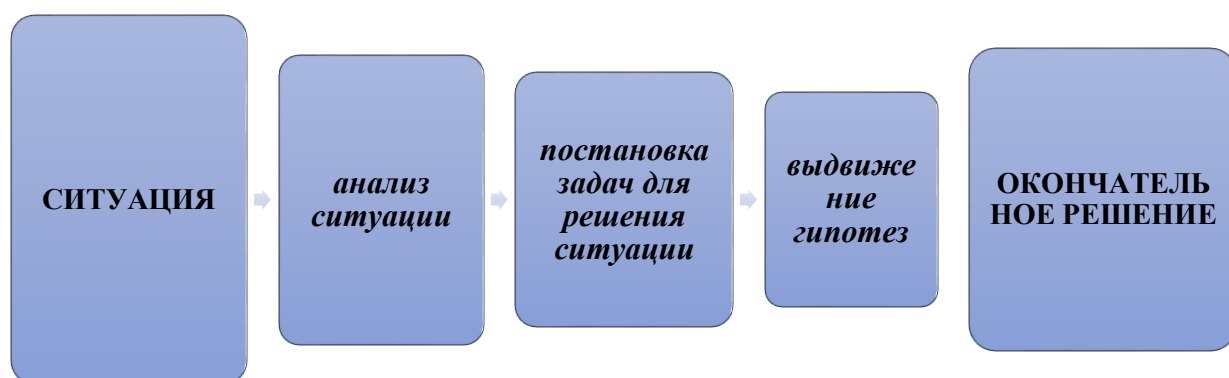 СИТУАЦИЯ
анализ
ситуации
постановка
задач для
решения
ситуации
выдвиже
ние
гипотез
ОКОНЧАТЕЛЬ
НОЕ РЕШЕНИЕ